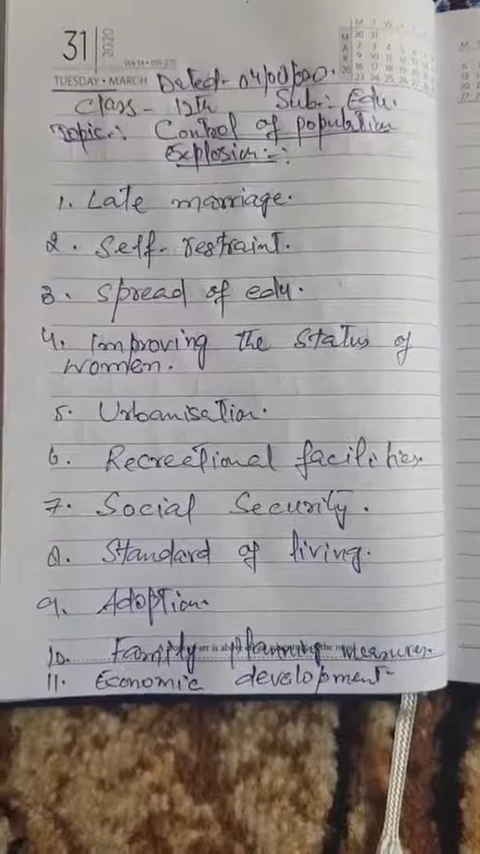 31 2020
TUESDAY • MARCH Dated - 04/08/020.
Class - 12th Sub:- Edu.
Topic:- Control of population
Explosion:-:
1. Late marriage.
2. Self-restraint.
3. Spread of edu.
4. Improving the status of
women.
5. Urbanisation.
6. Recreational facilities.
7. Social Security.
8. Standard of living.
9. Adoption.
10. Family planning measures.
11. Economic development